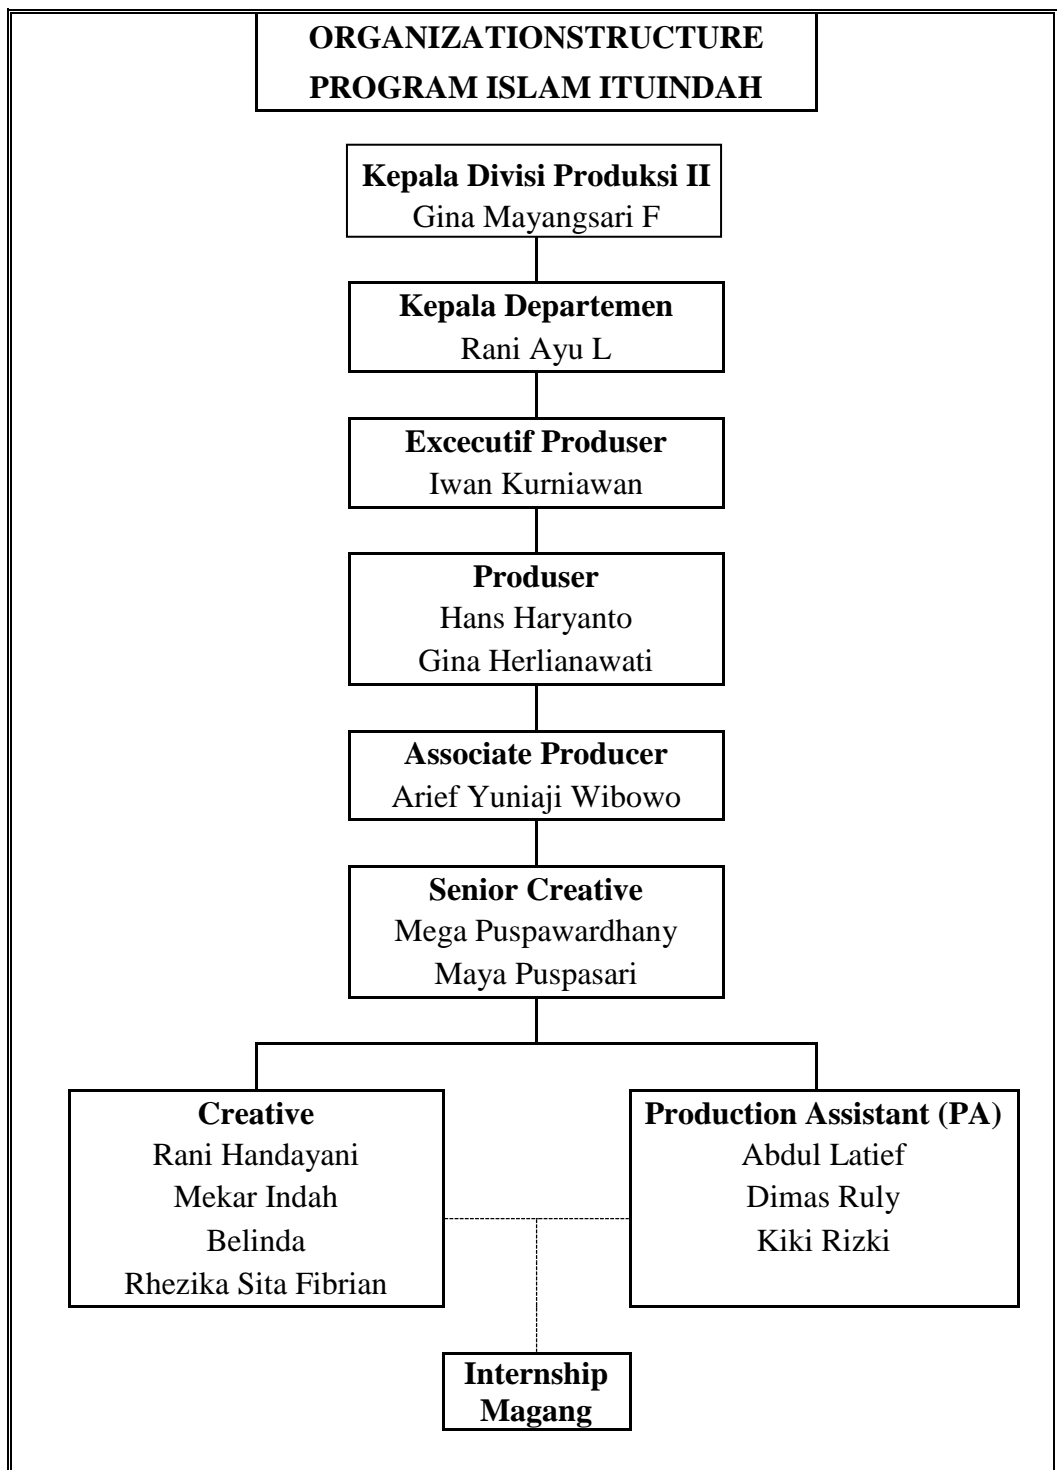 ORGANIZATIONSTRUCTURE
PROGRAM ISLAM ITUINDAH
Kepala Divisi Produksi II
Gina Mayangsari F
Kepala Departemen
Rani Ayu L
Excecutif Produser
Iwan Kurniawan
Produser
Hans Haryanto
Gina Herlianawati
Associate Producer
Arief Yuniaji Wibowo
Senior Creative
Mega Puspawardhany
Maya Puspasari
Creative
Rani Handayani
Mekar Indah
Belinda
Rhezika Sita Fibrian
Production Assistant (PA)
Abdul Latief
Dimas Ruly
Kiki Rizki
Internship
Magang